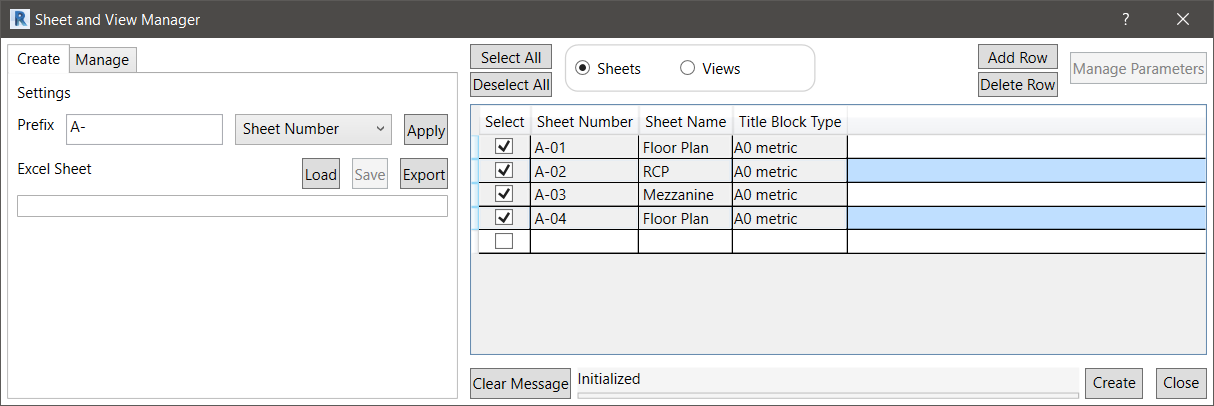 R Sheet and View Manager ?
Create Manage
Settings
Prefix A- Sheet Number Apply
Excel Sheet Load Save Export
Select All
Deselect All
Sheets Views
Add Row
Delete Row
Manage Parameters
Select Sheet Number Sheet Name Title Block Type
A-01 Floor Plan A0 metric
A-02 RCP A0 metric
A-03 Mezzanine A0 metric
A-04 Floor Plan A0 metric
Clear Message Initialized Create Close